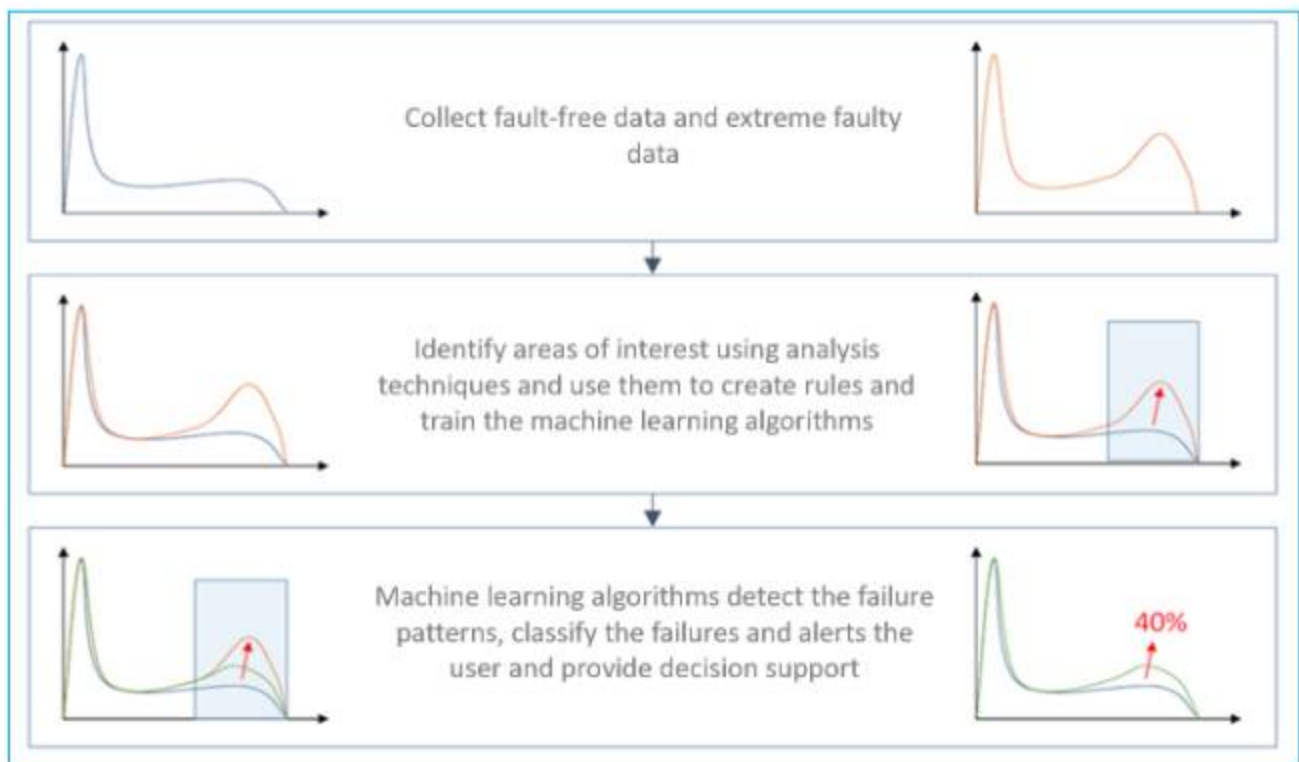 Collect fault-free data and extreme faulty
data
Identify areas of interest using analysis
techniques and use them to create rules and
train the machine learning algorithms
Machine learning algorithms detect the failure
patterns, classify the failures and alerts the
user and provide decision support
40%